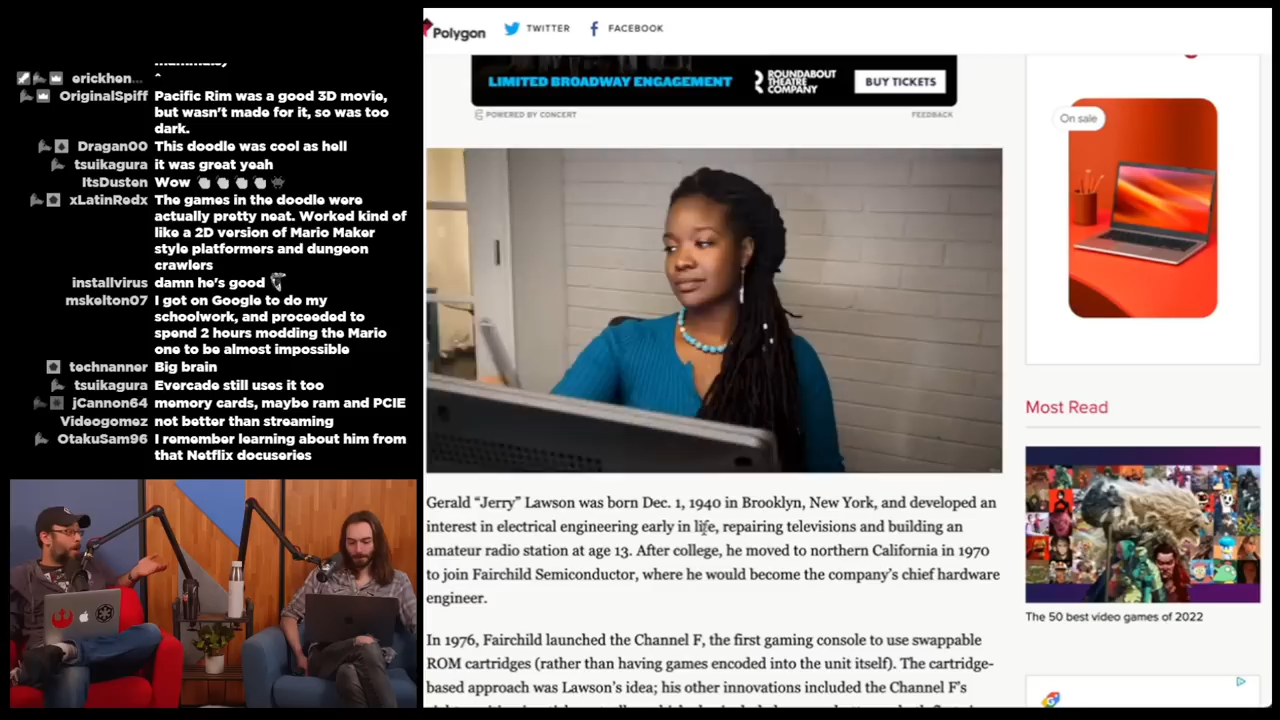 Polygon
TWITTER
FACEBOOK
erickhen...
^
OriginalSpiff Pacific Rim was a good 3D movie,
but wasn't made for it, so was too
dark.
Dragan00 This doodle was cool as hell
tsuikagura it was great yeah
ItsDusten Wow
xLatinRedx The games in the doodle were
actually pretty neat. Worked kind of
like a 2D version of Mario Maker
style platformers and dungeon
crawlers
installvirus damn he's good
mskelton07 I got on Google to do my
schoolwork, and proceeded to
spend 2 hours modding the Mario
one to be almost impossible
technanner Big brain
tsuikagura Evercade still uses it too
jCannon64 memory cards, maybe ram and PCIE
Videogomez not better than streaming
OtakuSam96 I remember learning about him from
that Netflix docuseries
LIMITED BROADWAY ENGAGEMENT
ROUNDABOUT
THEATRE
COMPANY
BUY TICKETS
POWERED BY CONCERT
FEEDBACK
Gerald “Jerry” Lawson was born Dec. 1, 1940 in Brooklyn, New York, and developed an
interest in electrical engineering early in life, repairing televisions and building an
amateur radio station at age 13. After college, he moved to northern California in 1970
to join Fairchild Semiconductor, where he would become the company’s chief hardware
engineer.
In 1976, Fairchild launched the Channel F, the first gaming console to use swappable
ROM cartridges (rather than having games encoded into the unit itself). The cartridge-
based approach was Lawson’s idea; his other innovations included the Channel F’s
On sale
Most Read
The 50 best video games of 2022